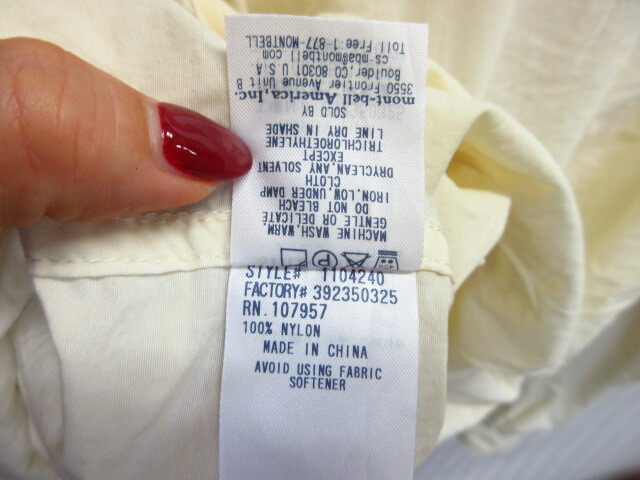 MACHINE WASH,WARM,
GENTLE OR DELICATE
DO NOT BLEACH
IRON,LOW,UNDER DAMP
CLOTH
DRYCLEAN,ANY SOLVENT
EXCEPT
TRICHLOROETHYLENE
LINE DRY IN SHADE
SOLD BY
mont-bell America,Inc.
3550 Frontier Avenue Unit B
Boulder,CO 80301 U.S.A.
cs-mba@montbell.com
Toll Free 1-877-MONTBELL
STYLE# 1104240
FACTORY# 392350325
RN.107957
100% NYLON
MADE IN CHINA
AVOID USING FABRIC
SOFTENER